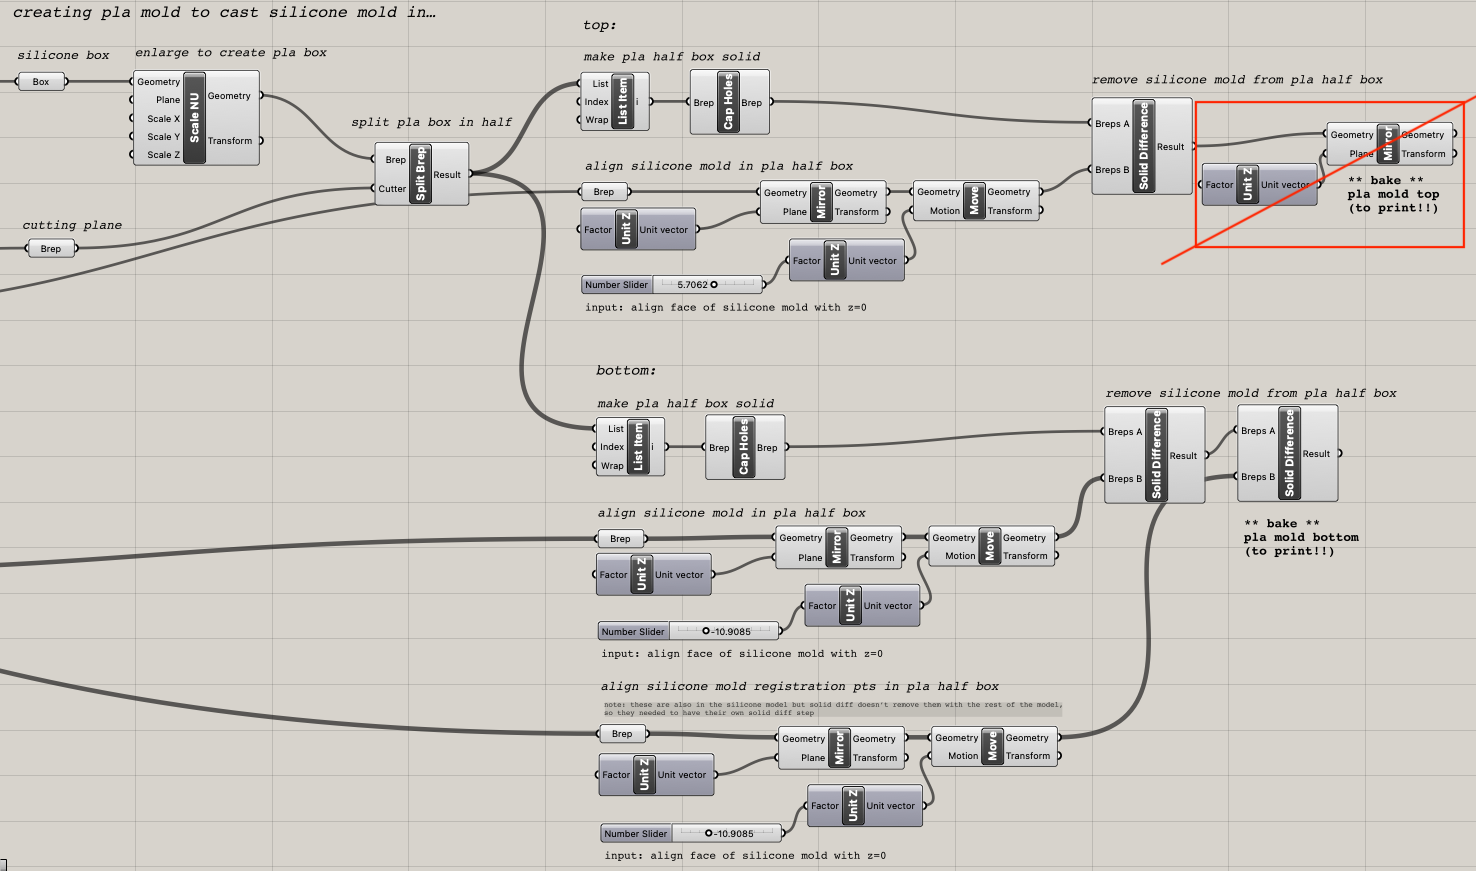 creating pla mold to cast silicone mold in…
top:
silicone box
enlarge to create pla box
make pla half box solid
remove silicone mold from pla half box
Box
Geometry
Plane
Scale X
Scale Y
Scale Z
Scale NU
Geometry
Transform
split pla box in half
Brep
Cutter
Split Brep
Result
List
Index
Wrap
List Item
i
Brep
Cap Holes
Brep
Breps A
Breps B
Solid Difference
Result
Geometry
Plane
Mirror
Geometry
Transform
Factor
Unit Z
Unit vector
** bake **
pla mold top
(to print!!)
cutting plane
Brep
align silicone mold in pla half box
Brep
Factor
Unit Z
Unit vector
Geometry
Plane
Mirror
Geometry
Transform
Geometry
Motion
Move
Geometry
Transform
Factor
Unit Z
Unit vector
Number Slider
5.7062
input: align face of silicone mold with z=0
bottom:
make pla half box solid
remove silicone mold from pla half box
List
Index
Wrap
List Item
i
Brep
Cap Holes
Brep
Breps A
Breps B
Solid Difference
Result
Breps A
Breps B
Solid Difference
Result
** bake **
pla mold bottom
(to print!!)
align silicone mold in pla half box
Brep
Factor
Unit Z
Unit vector
Geometry
Plane
Mirror
Geometry
Transform
Geometry
Motion
Move
Geometry
Transform
Factor
Unit Z
Unit vector
Number Slider
-10.9085
input: align face of silicone mold with z=0
align silicone mold registration pts in pla half box
note: these are also in the silicone model but solid diff doesn't remove them with the rest of the model,
so they needed to have their own solid diff step
Brep
Factor
Unit Z
Unit vector
Geometry
Plane
Mirror
Geometry
Transform
Geometry
Motion
Move
Geometry
Transform
Factor
Unit Z
Unit vector
Number Slider
-10.9085
input: align face of silicone mold with z=0